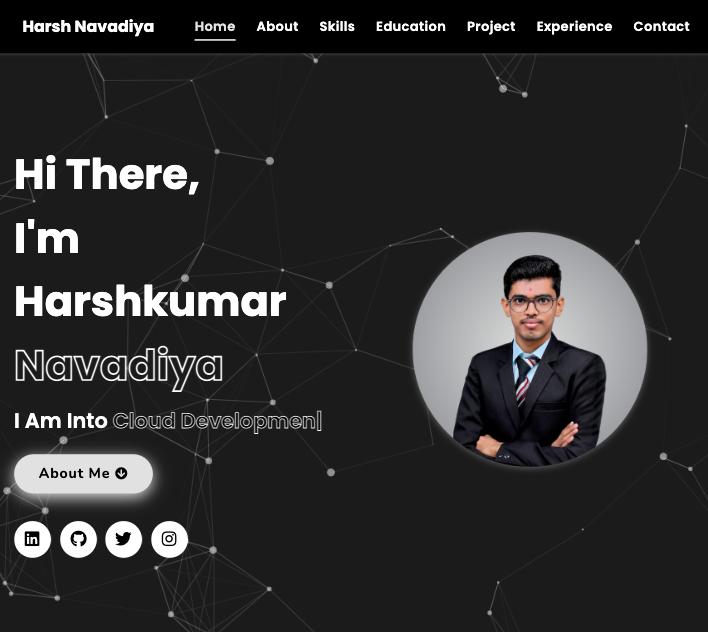 Harsh Navadiya Home About Skills Education Project Experience Contact
Hi There,
I'm
Harshkumar
Navadiya
I Am Into Cloud Developmen|
About Me